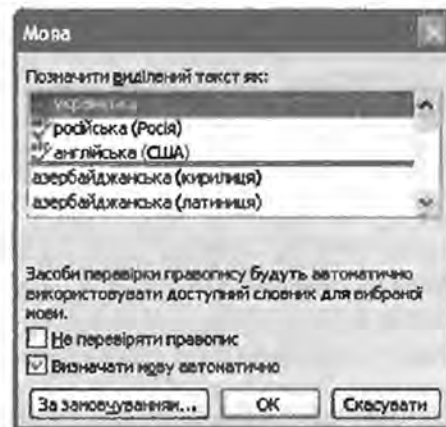 Мова
Позначити виділений текст як:
українська
російська (Росія)
англійська (США)
азербайджанська (кирилиця)
азербайджанська (латиниця)
Засоби перевірки правопису будуть автоматично
використовувати доступний словник для вибраної
мови.
Не перевіряти правопис
Визначати мову автоматично
За замовчуванням...
ОК
Скасувати